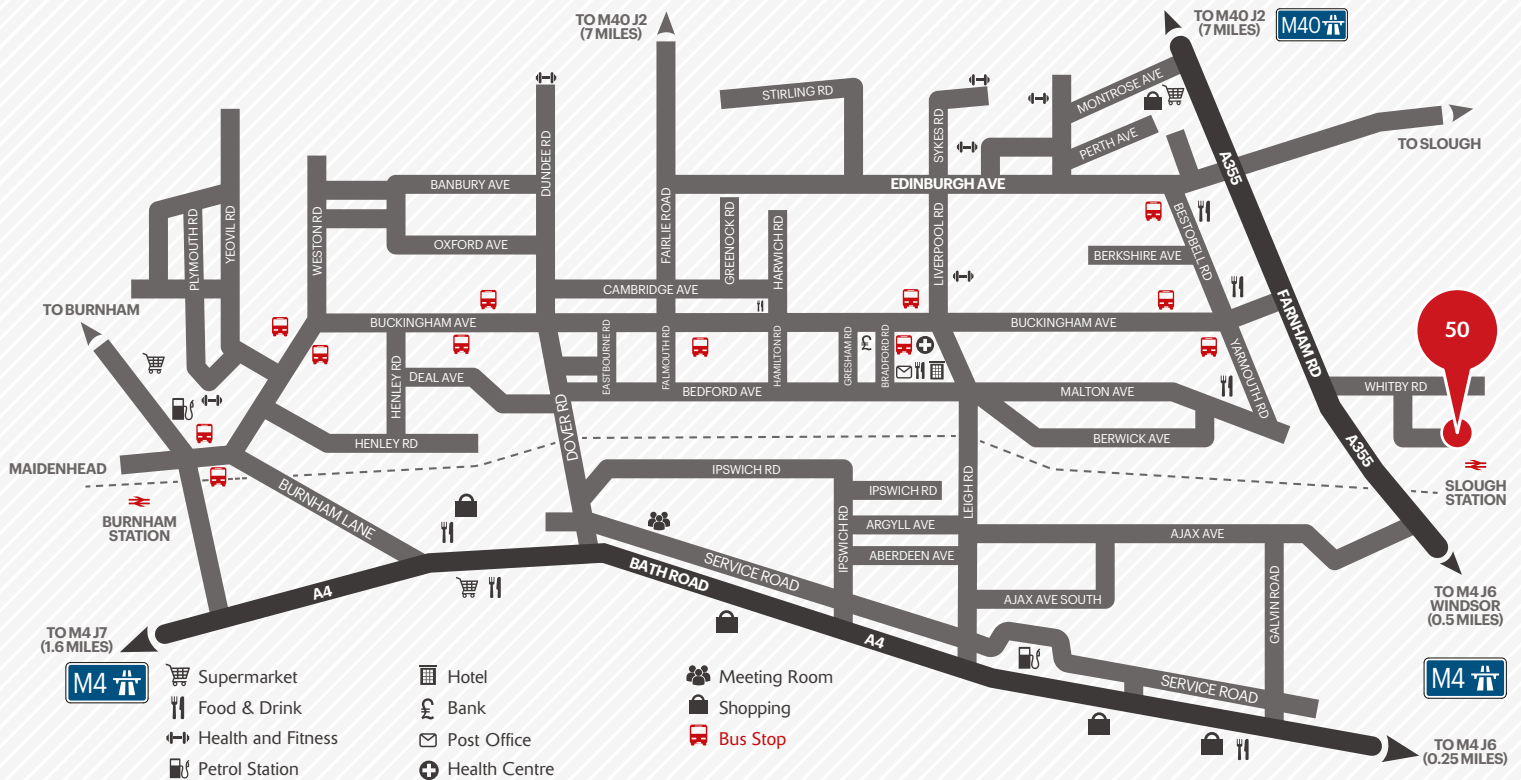 TO M40 J2
(7 MILES)
TO M40 J2
(7 MILES)
M40
STIRLING RD
SYKES RD
MONTROSE AVE
PERTH AVE
TO SLOUGH
A355
DUNDEE RD
BANBURY AVE
EDINBURGH AVE
PLYMOUTH RD
YEOVIL RD
WESTON RD
OXFORD AVE
FAIRLIE ROAD
GREENOCK RD
HARWICH RD
LIVERPOOL RD
BESTOBELL RD
BERKSHIRE AVE
CAMBRIDGE AVE
TO BURNHAM
BUCKINGHAM AVE
BUCKINGHAM AVE
FARNHAM RD
50
HENLEY RD
DEAL AVE
EASTBOURNE RD
FALMOUTH RD
HAMILTON RD
GRESHAM RD
BRADFORD RD
YARMOUTH RD
BEDFORD AVE
MALTON AVE
WHITBY RD
HENLEY RD
DOVER RD
BERWICK AVE
A355
MAIDENHEAD
BURNHAM
STATION
BURNHAM LANE
IPSWICH RD
IPSWICH RD
IPSWICH RD
LEIGH RD
SLOUGH
STATION
ARGYLL AVE
AJAX AVE
ABERDEEN AVE
SERVICE ROAD
BATH ROAD
A4
AJAX AVE SOUTH
GALVIN ROAD
TO M4 J6
WINDSOR
(0.5 MILES)
TO M4 J7
(1.6 MILES)
M4
A4
SERVICE ROAD
M4
TO M4 J6
(0.25 MILES)
Supermarket
Food & Drink
Health and Fitness
Petrol Station
Hotel
£ Bank
Post Office
Health Centre
Meeting Room
Shopping
Bus Stop
£